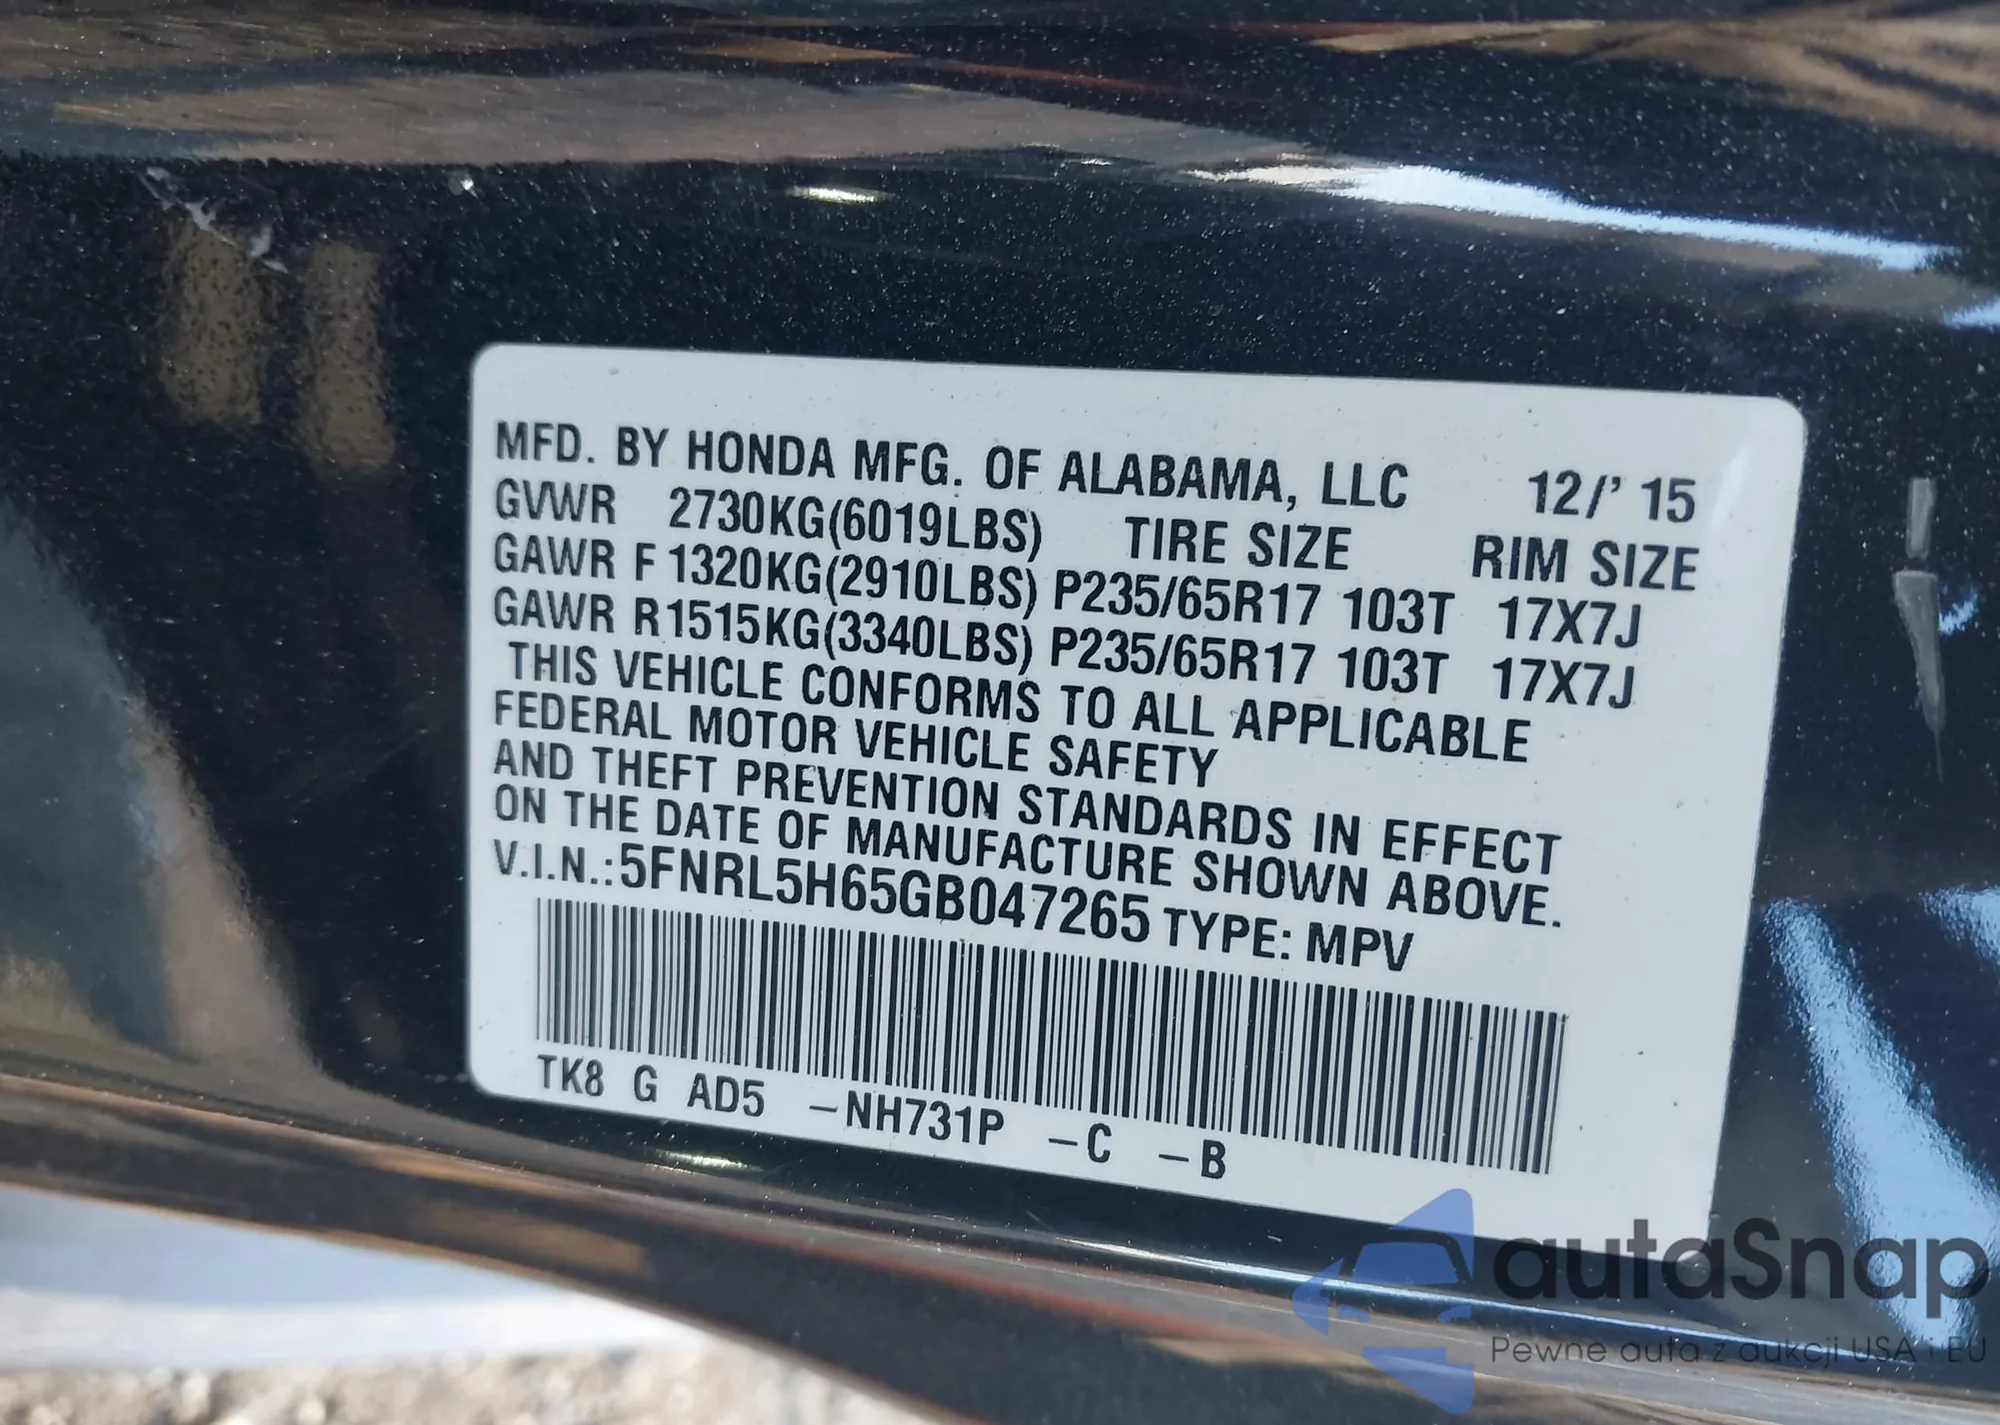 MFD. BY HONDA MFG. OF ALABAMA, LLC 12/' 15
GVWR 2730KG(6019LBS) TIRE SIZE RIM SIZE
GAWR F 1320KG(2910LBS) P235/65R17 103T 17X7J
GAWR R1515KG(3340LBS) P235/65R17 103T 17X7J
THIS VEHICLE CONFORMS TO ALL APPLICABLE
FEDERAL MOTOR VEHICLE SAFETY
AND THEFT PREVENTION STANDARDS IN EFFECT
ON THE DATE OF MANUFACTURE SHOWN ABOVE.
V.I.N.:5FNRL5H65GB047265 TYPE: MPV
TK8 G AD5 –NH731P –C –B
autaSnap
Pewne auta z aukcji USA i EU